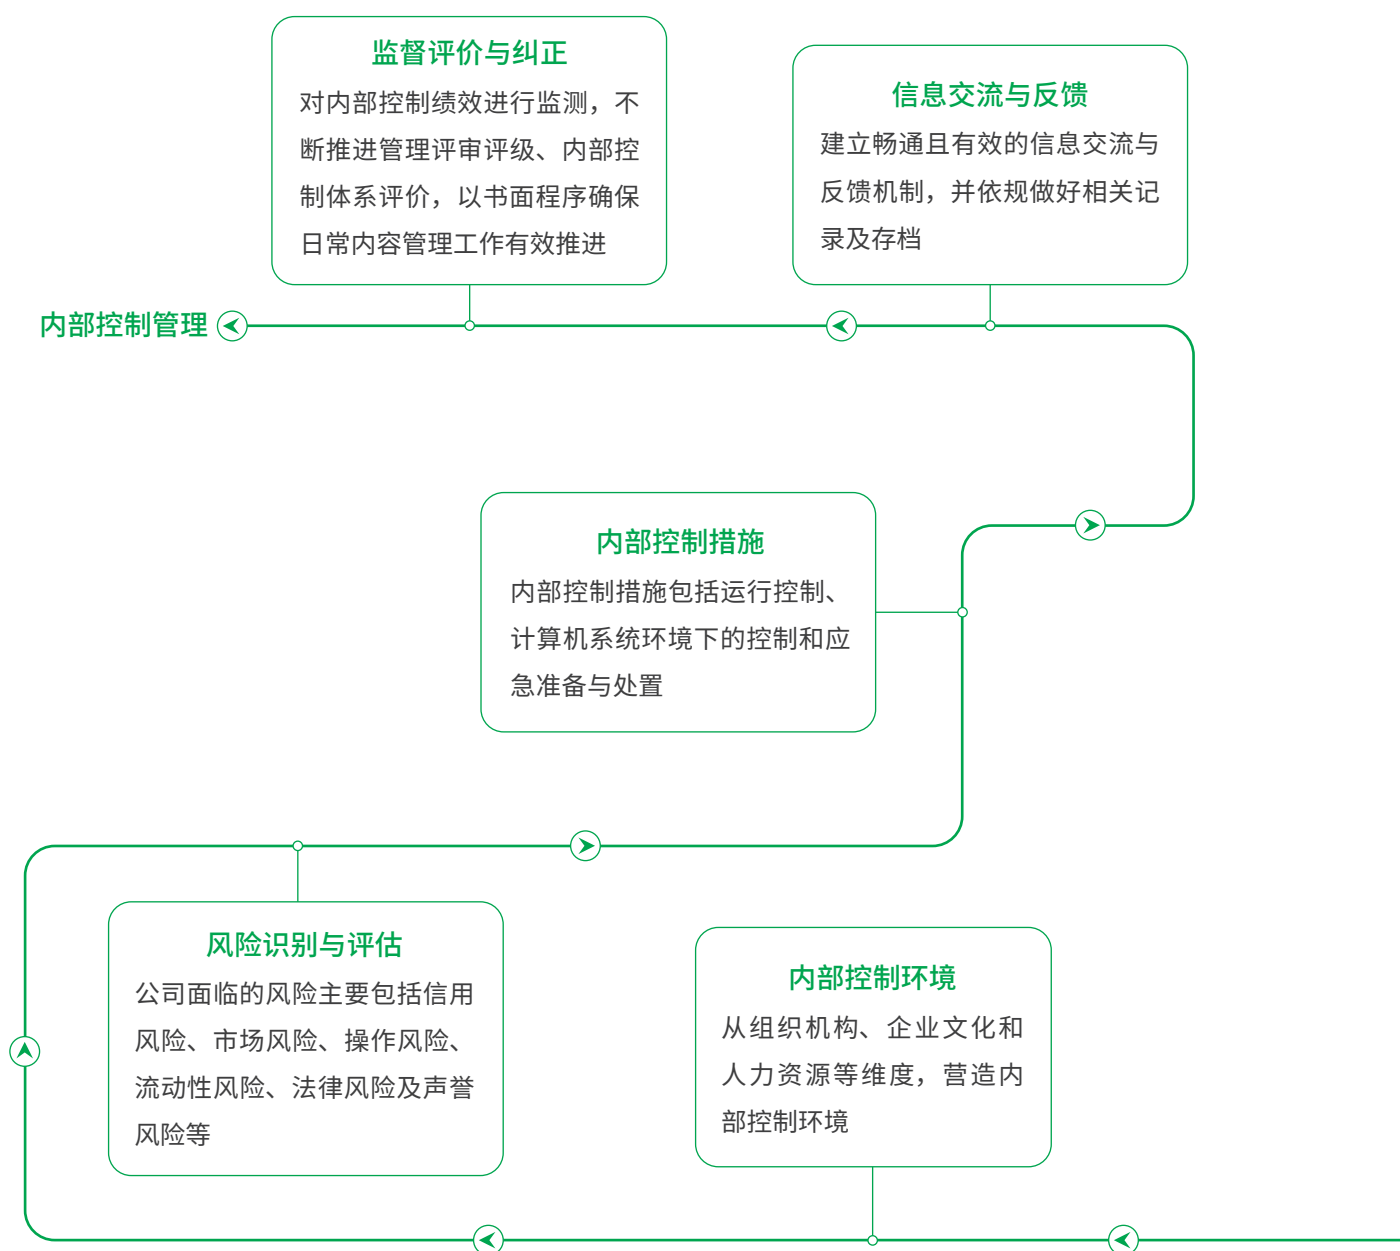 监督评价与纠正
对内部控制绩效进行监测，不
断推进管理评审评级、内部控
制体系评价，以书面程序确保
日常内容管理工作有效推进
信息交流与反馈
建立畅通且有效的信息交流与
反馈机制，并依规做好相关记
录及存档
内部控制管理
内部控制措施
内部控制措施包括运行控制、
计算机系统环境下的控制和应
急准备与处置
风险识别与评估
公司面临的风险主要包括信用
风险、市场风险、操作风险、
流动性风险、法律风险及声誉
风险等
内部控制环境
从组织机构、企业文化和
人力资源等维度，营造内
部控制环境